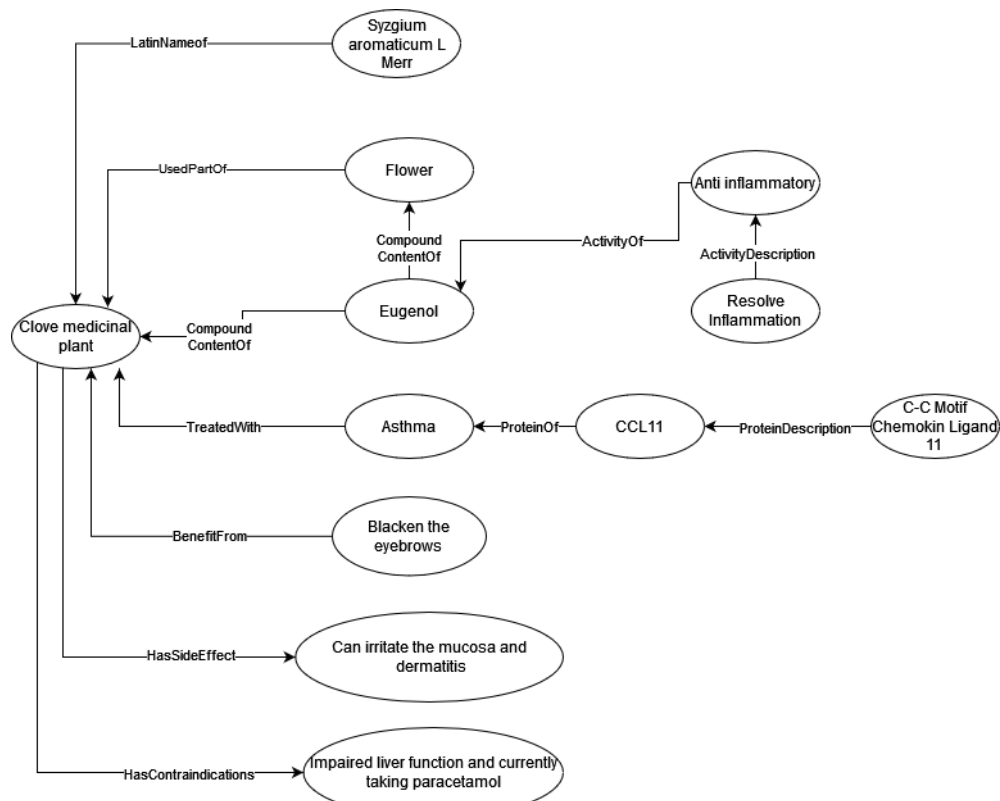 Syzgium
aromaticum L
Merr
LatinNameof
UsedPartOf
Flower
Anti inflammatory
Compound
ContentOf
ActivityOf
ActivityDescription
Eugenol
Resolve
Inflammation
Clove medicinal
plant
Compound
ContentOf
TreatedWith
Asthma
ProteinOf
CCL11
ProteinDescription
C-C Motif
Chemokin Ligand
11
BenefitFrom
Blacken the
eyebrows
HasSideEffect
Can irritate the mucosa and
dermatitis
HasContraindications
Impaired liver function and currently
taking paracetamol